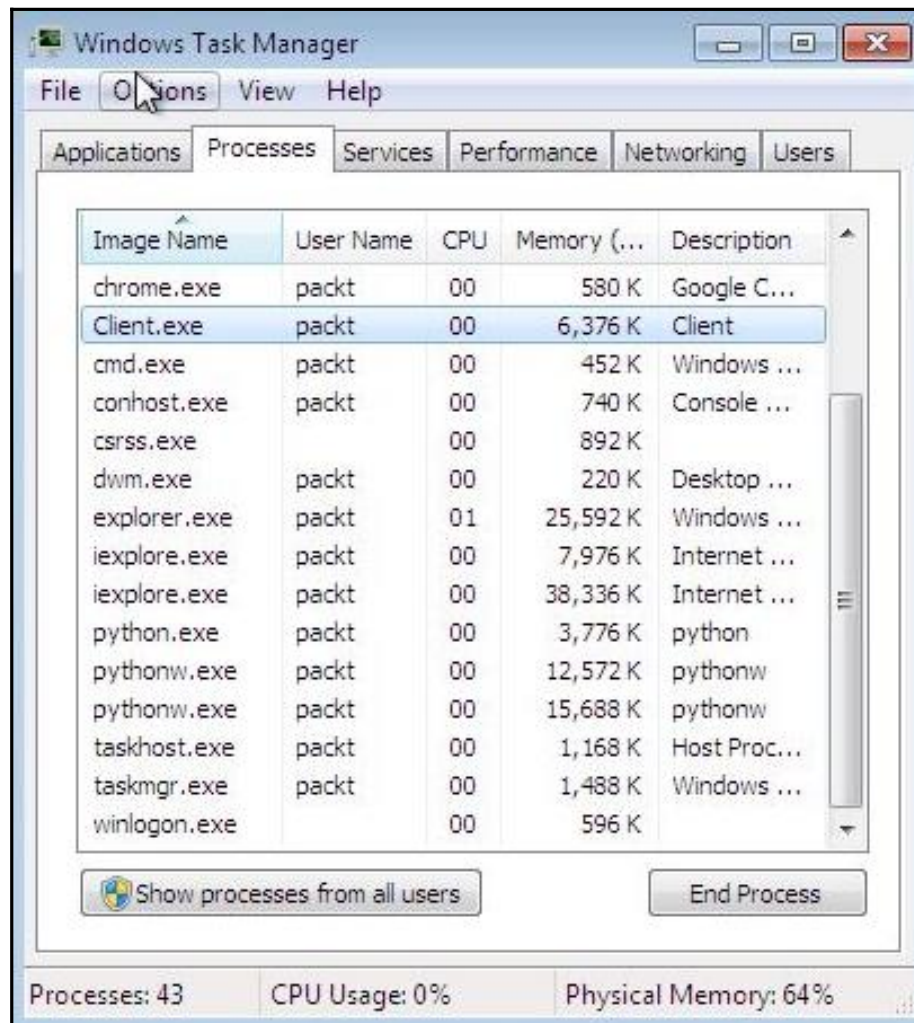 Windows Task Manager
File Options View Help
Applications Processes Services Performance Networking Users
Image Name User Name CPU Memory (... Description
chrome.exe packt 00 580 K Google C...
Client.exe packt 00 6,376 K Client
cmd.exe packt 00 452 K Windows ...
conhost.exe packt 00 740 K Console ...
csrss.exe 00 892 K
dwm.exe packt 00 220 K Desktop ...
explorer.exe packt 01 25,592 K Windows ...
iexplore.exe packt 00 7,976 K Internet ...
iexplore.exe packt 00 38,336 K Internet ...
python.exe packt 00 3,776 K python
pythonw.exe packt 00 12,572 K pythonw
pythonw.exe packt 00 15,688 K pythonw
taskhost.exe packt 00 1,168 K Host Proc...
taskmgr.exe packt 00 1,488 K Windows ...
winlogon.exe 00 596 K
Show processes from all users End Process
Processes: 43 CPU Usage: 0% Physical Memory: 64%